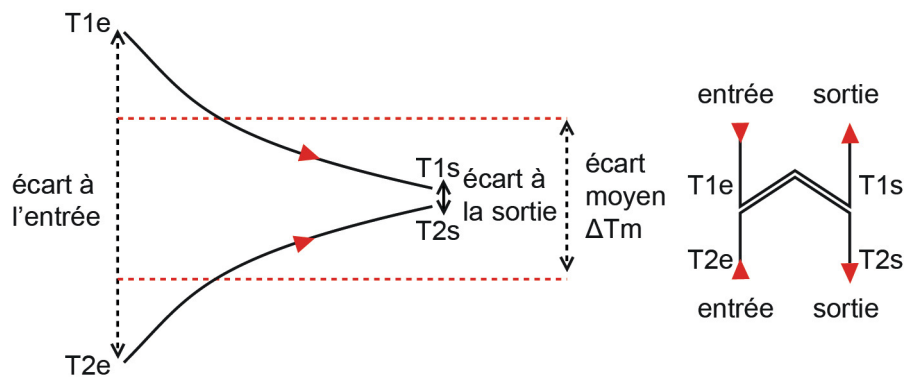 T1e
écart à
l'entrée
T2e
T1s
écart à
la sortie
T2s
écart
moyen
ΔTm
entrée
sortie
T1e
T1s
T2e
T2s
entrée
sortie